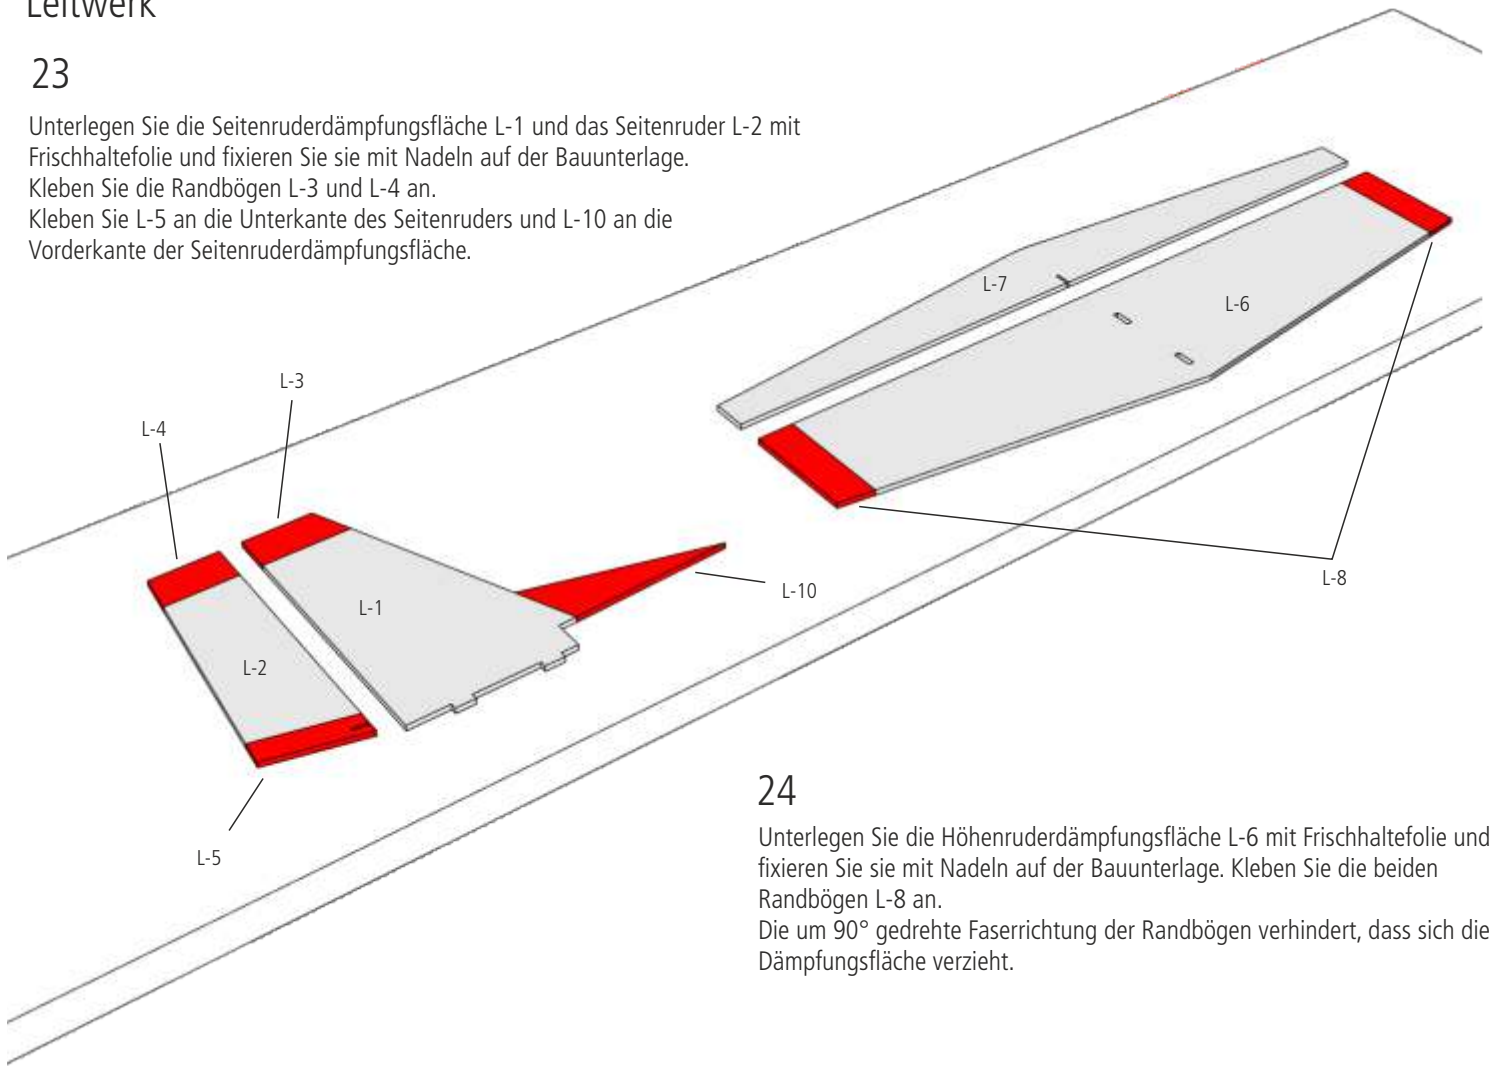 Leitwerk
23
Unterlegen Sie die Seitenruderdämpfungsfläche L-1 und das Seitenruder L-2 mit
Frischhaltefolie und fixieren Sie sie mit Nadeln auf der Bauunterlage.
Kleben Sie die Randbögen L-3 und L-4 an.
Kleben Sie L-5 an die Unterkante des Seitenruders und L-10 an die
Vorderkante der Seitenruderdämpfungsfläche.
L-7
L-6
L-3
L-4
L-8
L-10
L-1
L-2
L-5
24
Unterlegen Sie die Höhenruderdämpfungsfläche L-6 mit Frischhaltefolie und
fixieren Sie sie mit Nadeln auf der Bauunterlage. Kleben Sie die beiden
Randbögen L-8 an.
Die um 90° gedrehte Faserrichtung der Randbögen verhindert, dass sich die
Dämpfungsfläche verzieht.